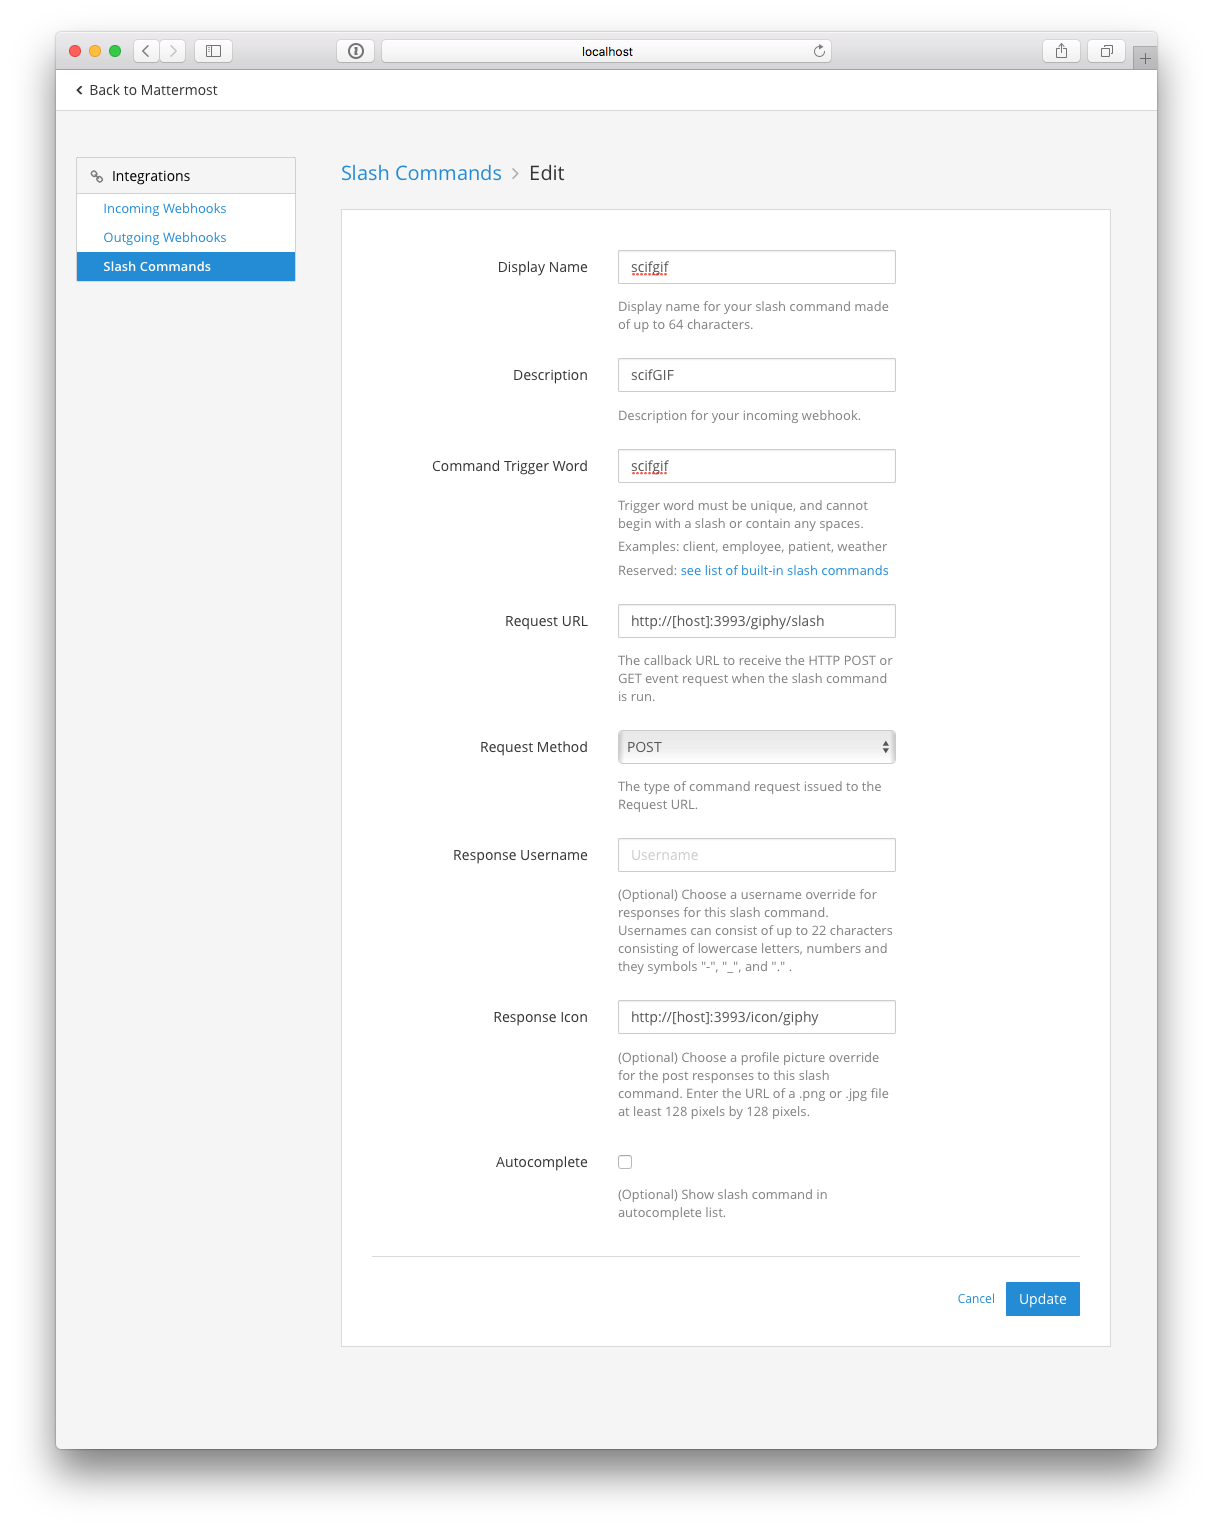 localhost
Back to Mattermost
Integrations
Incoming Webhooks
Outgoing Webhooks
Slash Commands
Slash Commands > Edit
Display Name
scifgif
Display name for your slash command made
of up to 64 characters.
Description
scifGIF
Description for your incoming webhook.
Command Trigger Word
scifgif
Trigger word must be unique, and cannot
begin with a slash or contain any spaces.
Examples: client, employee, patient, weather
Reserved: see list of built-in slash commands
Request URL
http://[host]:3993/giphy/slash
The callback URL to receive the HTTP POST or
GET event request when the slash command
is run.
Request Method
POST
The type of command request issued to the
Request URL.
Response Username
Username
(Optional) Choose a username override for
responses for this slash command.
Usernames can consist of up to 22 characters
consisting of lowercase letters, numbers and
they symbols "-", "_", and "." .
Response Icon
http://[host]:3993/icon/giphy
(Optional) Choose a profile picture override
for the post responses to this slash
command. Enter the URL of a .png or .jpg file
at least 128 pixels by 128 pixels.
Autocomplete
(Optional) Show slash command in
autocomplete list.
Cancel
Update